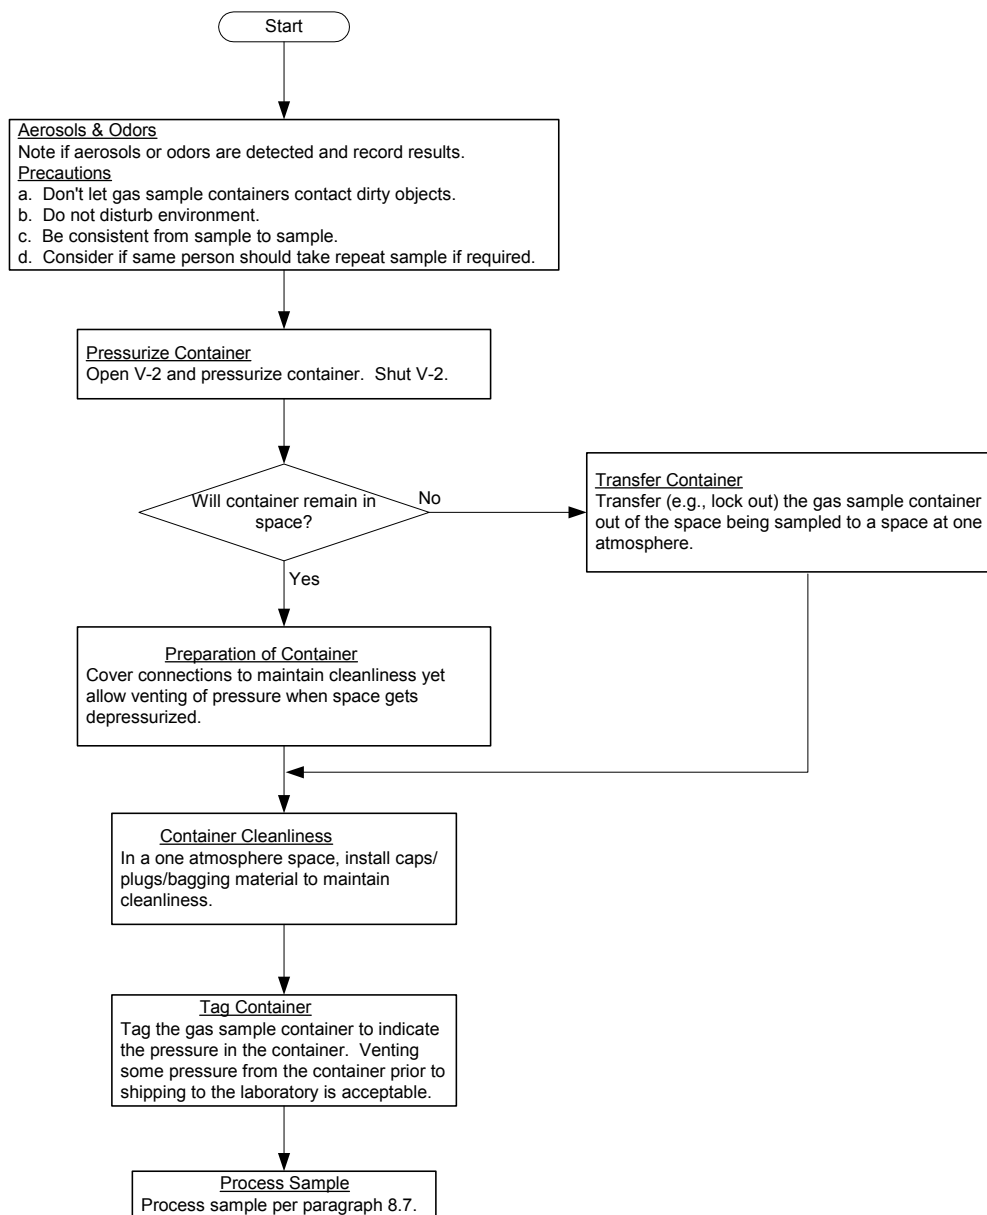 Start
Aerosols & Odors
Note if aerosols or odors are detected and record results.
Precautions
a. Don't let gas sample containers contact dirty objects.
b. Do not disturb environment.
c. Be consistent from sample to sample.
d. Consider if same person should take repeat sample if required.
Pressurize Container
Open V-2 and pressurize container. Shut V-2.
Will container remain in
space?
No
Transfer Container
Transfer (e.g., lock out) the gas sample container
out of the space being sampled to a space at one
atmosphere.
Yes
Preparation of Container
Cover connections to maintain cleanliness yet
allow venting of pressure when space gets
depressurized.
Container Cleanliness
In a one atmosphere space, install caps/
plugs/bagging material to maintain
cleanliness.
Tag Container
Tag the gas sample container to indicate
the pressure in the container. Venting
some pressure from the container prior to
shipping to the laboratory is acceptable.
Process Sample
Process sample per paragraph 8.7.